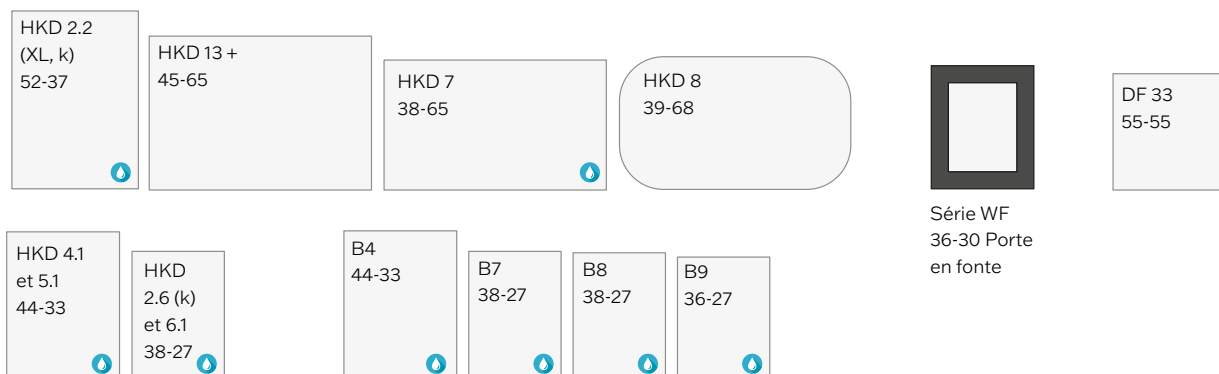 HKD 2.2
(XL, k)
52-37
HKD 13 +
45-65
HKD 7
38-65
HKD 8
39-68
Série WF
36-30 Porte
en fonte
DF 33
55-55
HKD 4.1
et 5.1
44-33
HKD
2.6 (k)
et 6.1
38-27
B4
44-33
B7
38-27
B8
38-27
B9
36-27